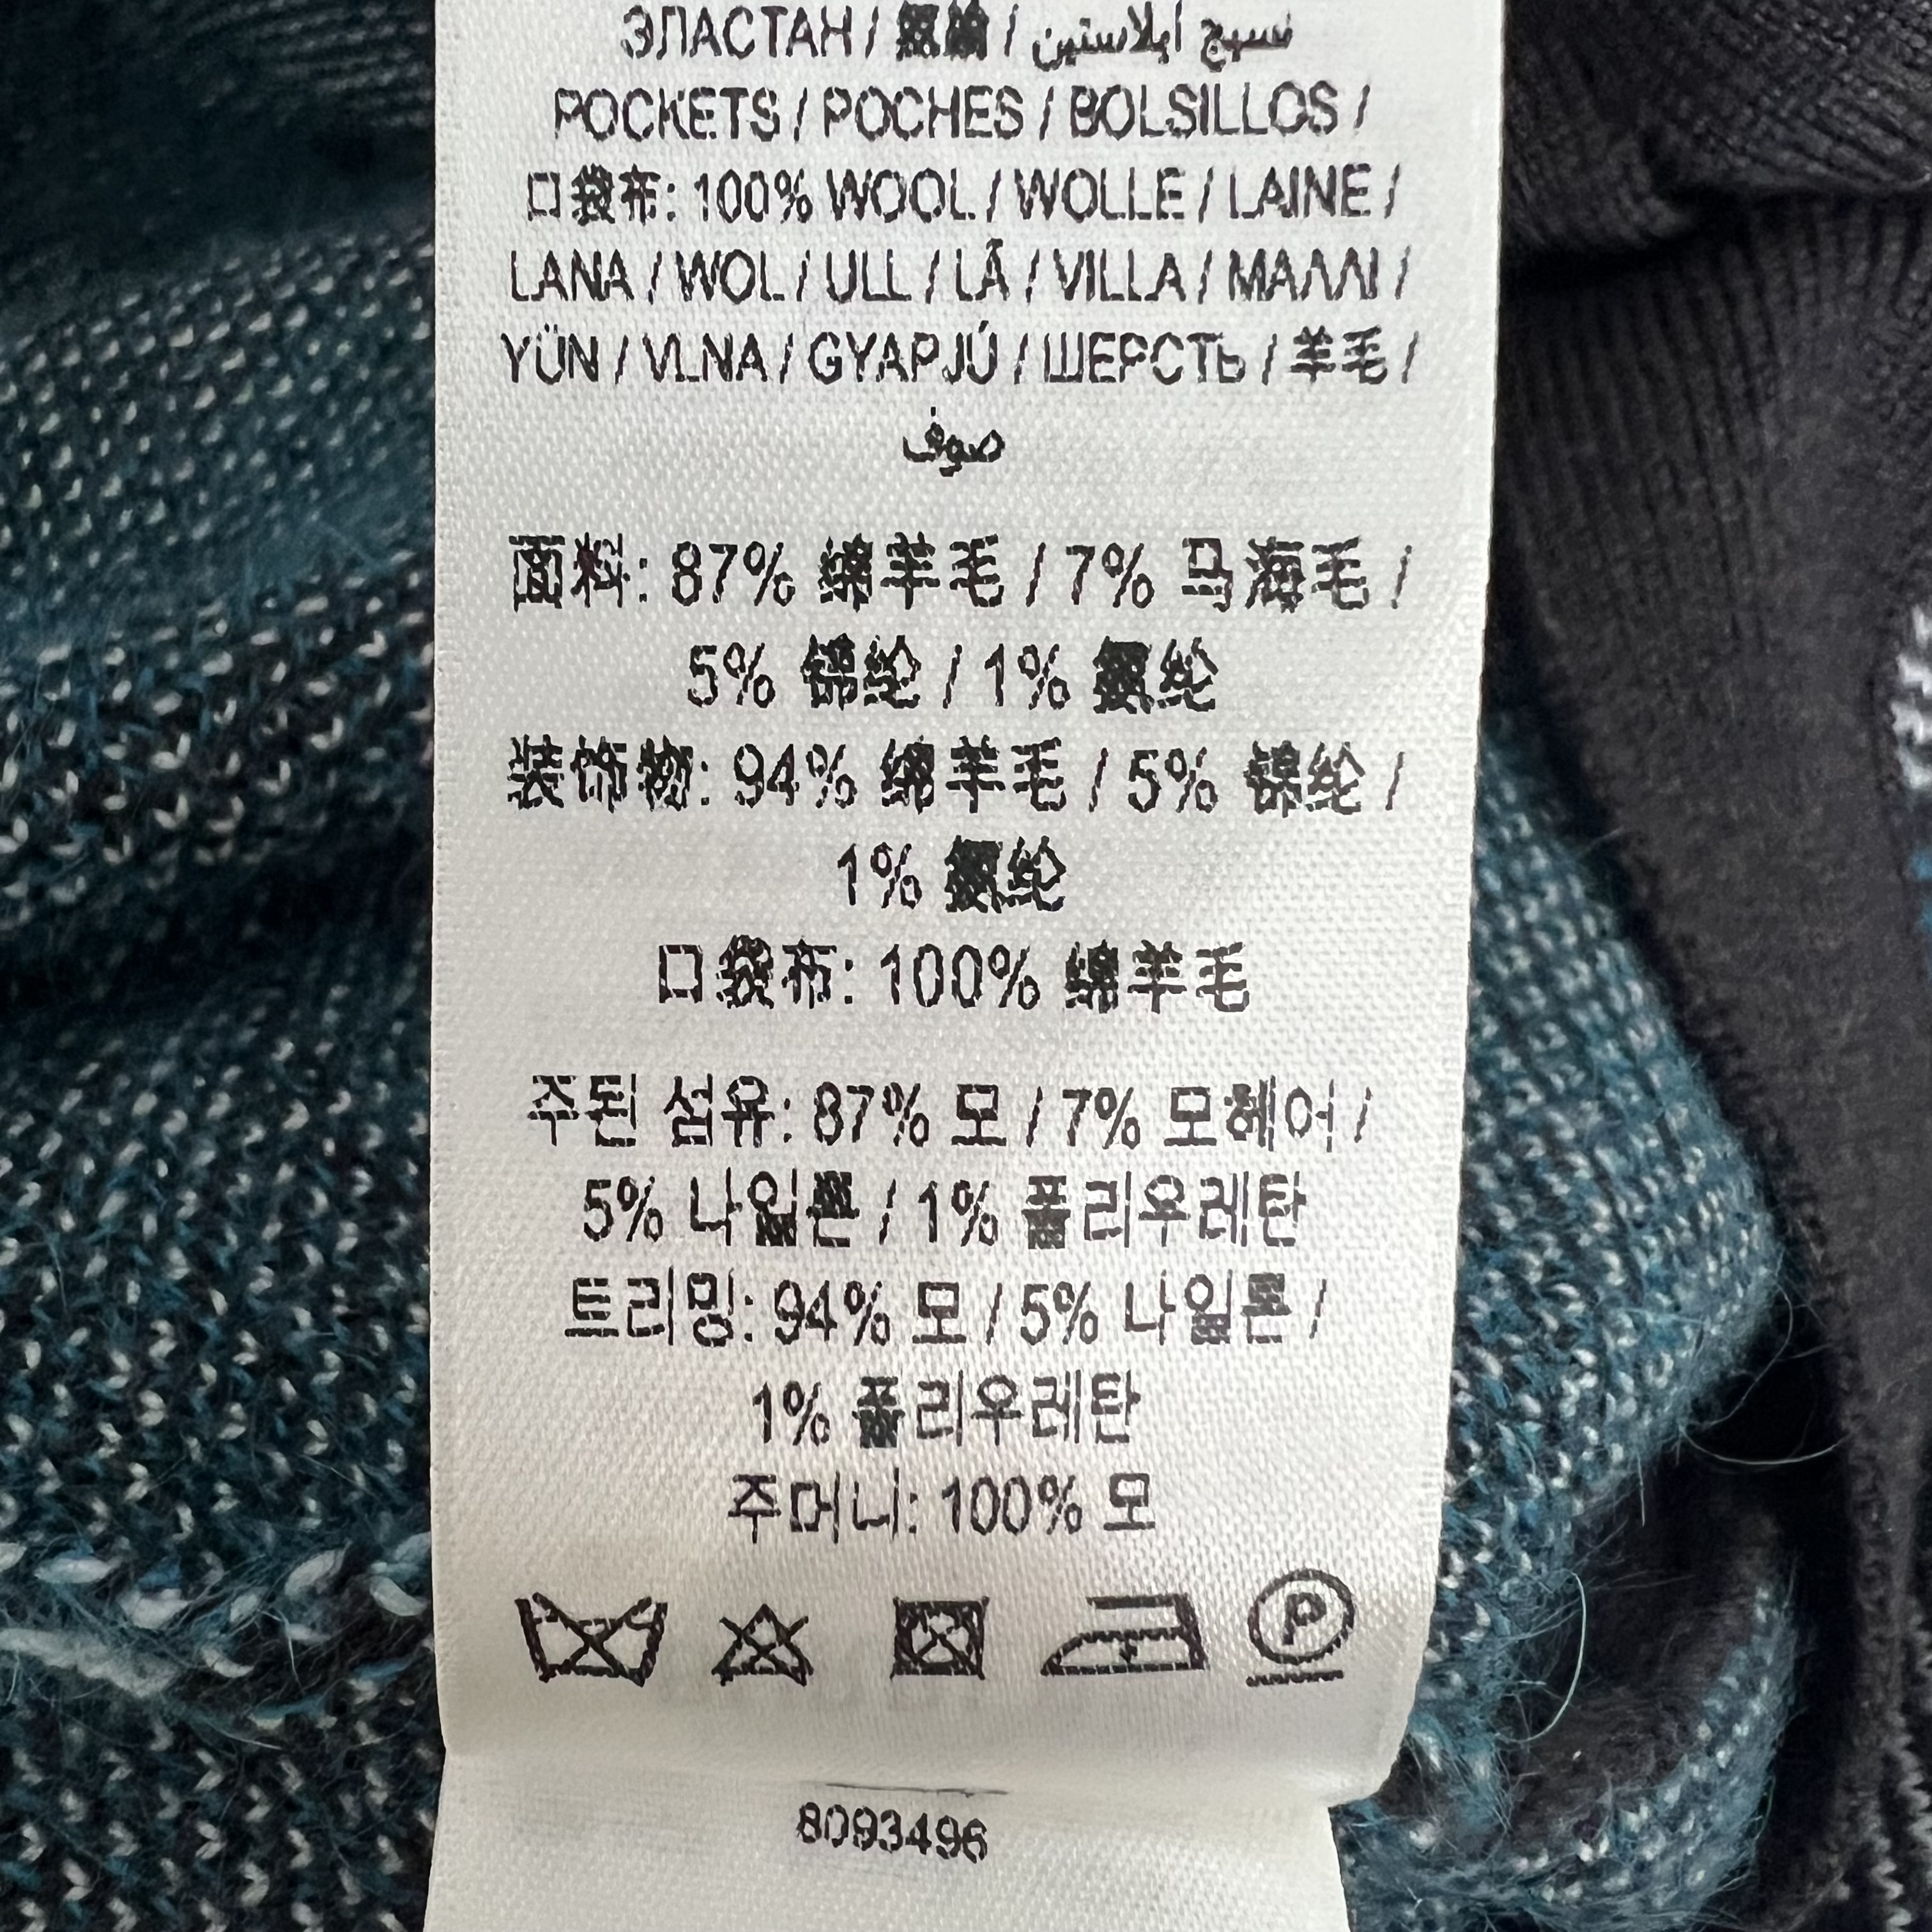 ЭЛАСТАН / 氨綸 / نسيج ايلاستين
POCKETS / POCHES / BOLSILLOS /
口袋布: 100% WOOL / WOLLE / LAINE /
LANA / WOL / ULL / LÃ / VILLA / ΜΑΛΛΙ /
YÜN / VLNA / GYAPJÚ / ШЕРСТЬ / 羊毛 /
صوف
面料: 87% 绵羊毛 / 7% 马海毛 /
5% 锦纶 / 1% 氨纶
装饰物: 94% 绵羊毛 / 5% 锦纶 /
1% 氨纶
口袋布: 100% 绵羊毛
주된 섬유: 87% 모 / 7% 모헤어 /
5% 나일론 / 1% 폴리우레탄
트리밍: 94% 모 / 5% 나일론 /
1% 폴리우레탄
주머니: 100% 모
P
8093496